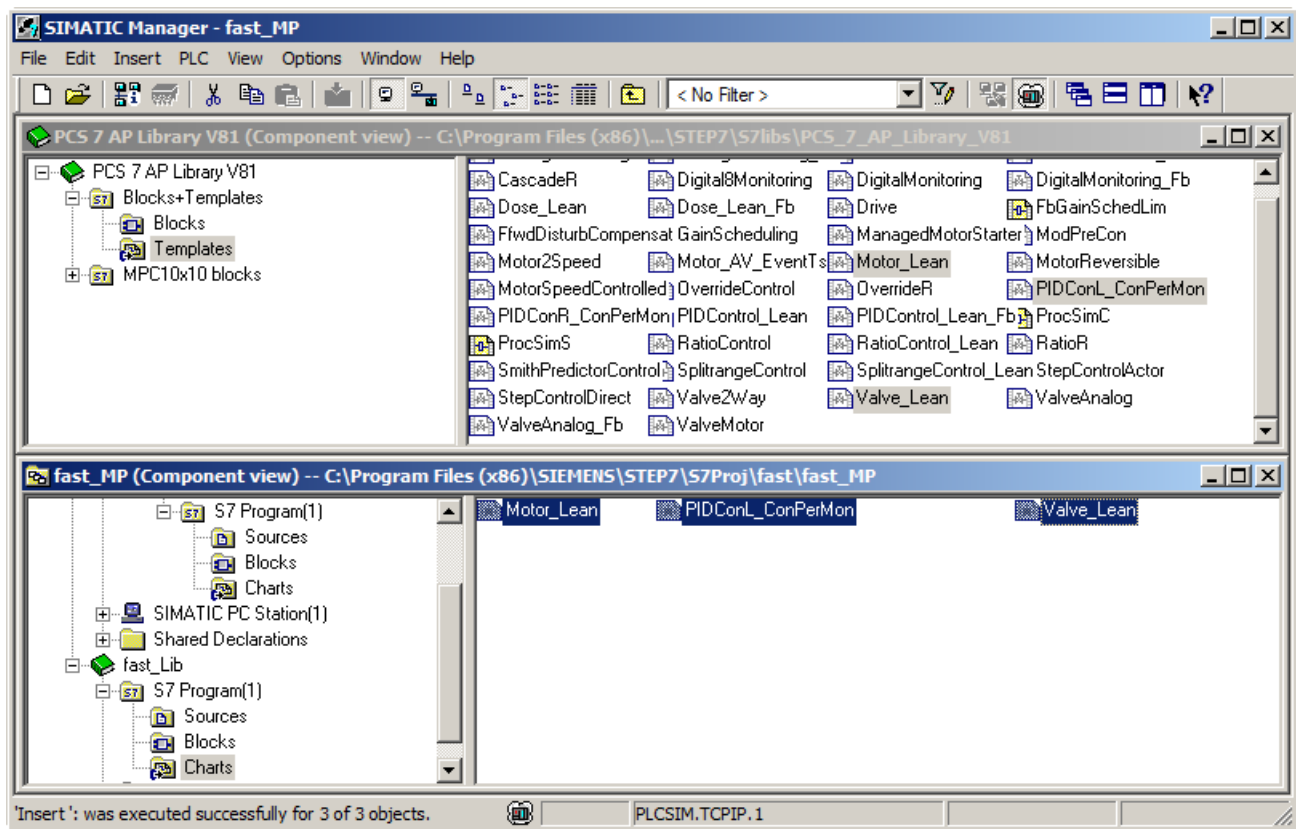 SIMATIC Manager - fast_MP
File Edit Insert PLC View Options Window Help
< No Filter >
PCS 7 AP Library V81 (Component view) -- C:\Program Files (x86)\...\STEP7\S7libs\PCS_7_AP_Library_V81
PCS 7 AP Library V81
Blocks+Templates
Blocks
Templates
MPC10x10 blocks
CascadeR Digital8Monitoring DigitalMonitoring DigitalMonitoring_Fb
Dose_Lean Dose_Lean_Fb Drive FbGainSchedLim
FfwdDisturbCompensat GainScheduling ManagedMotorStarter ModPreCon
Motor2Speed Motor_AV_EventTs Motor_Lean MotorReversible
MotorSpeedControlled OverrideControl OverrideR PIDConL_ConPerMon
PIDConR_ConPerMon PIDControl_Lean PIDControl_Lean_Fb ProcSimC
ProcSimS RatioControl RatioControl_Lean RatioR
SmithPredictorControl SplitrangeControl SplitrangeControl_Lean StepControlActor
StepControlDirect Valve2Way Valve_Lean ValveAnalog
ValveAnalog_Fb ValveMotor
fast_MP (Component view) -- C:\Program Files (x86)\SIEMENS\STEP7\S7Proj\fast\fast_MP
S7 Program(1)
Sources
Blocks
Charts
SIMATIC PC Station(1)
Shared Declarations
fast_Lib
S7 Program(1)
Sources
Blocks
Charts
Motor_Lean PIDConL_ConPerMon Valve_Lean
'Insert ': was executed successfully for 3 of 3 objects. PLCSIM.TCPIP.1